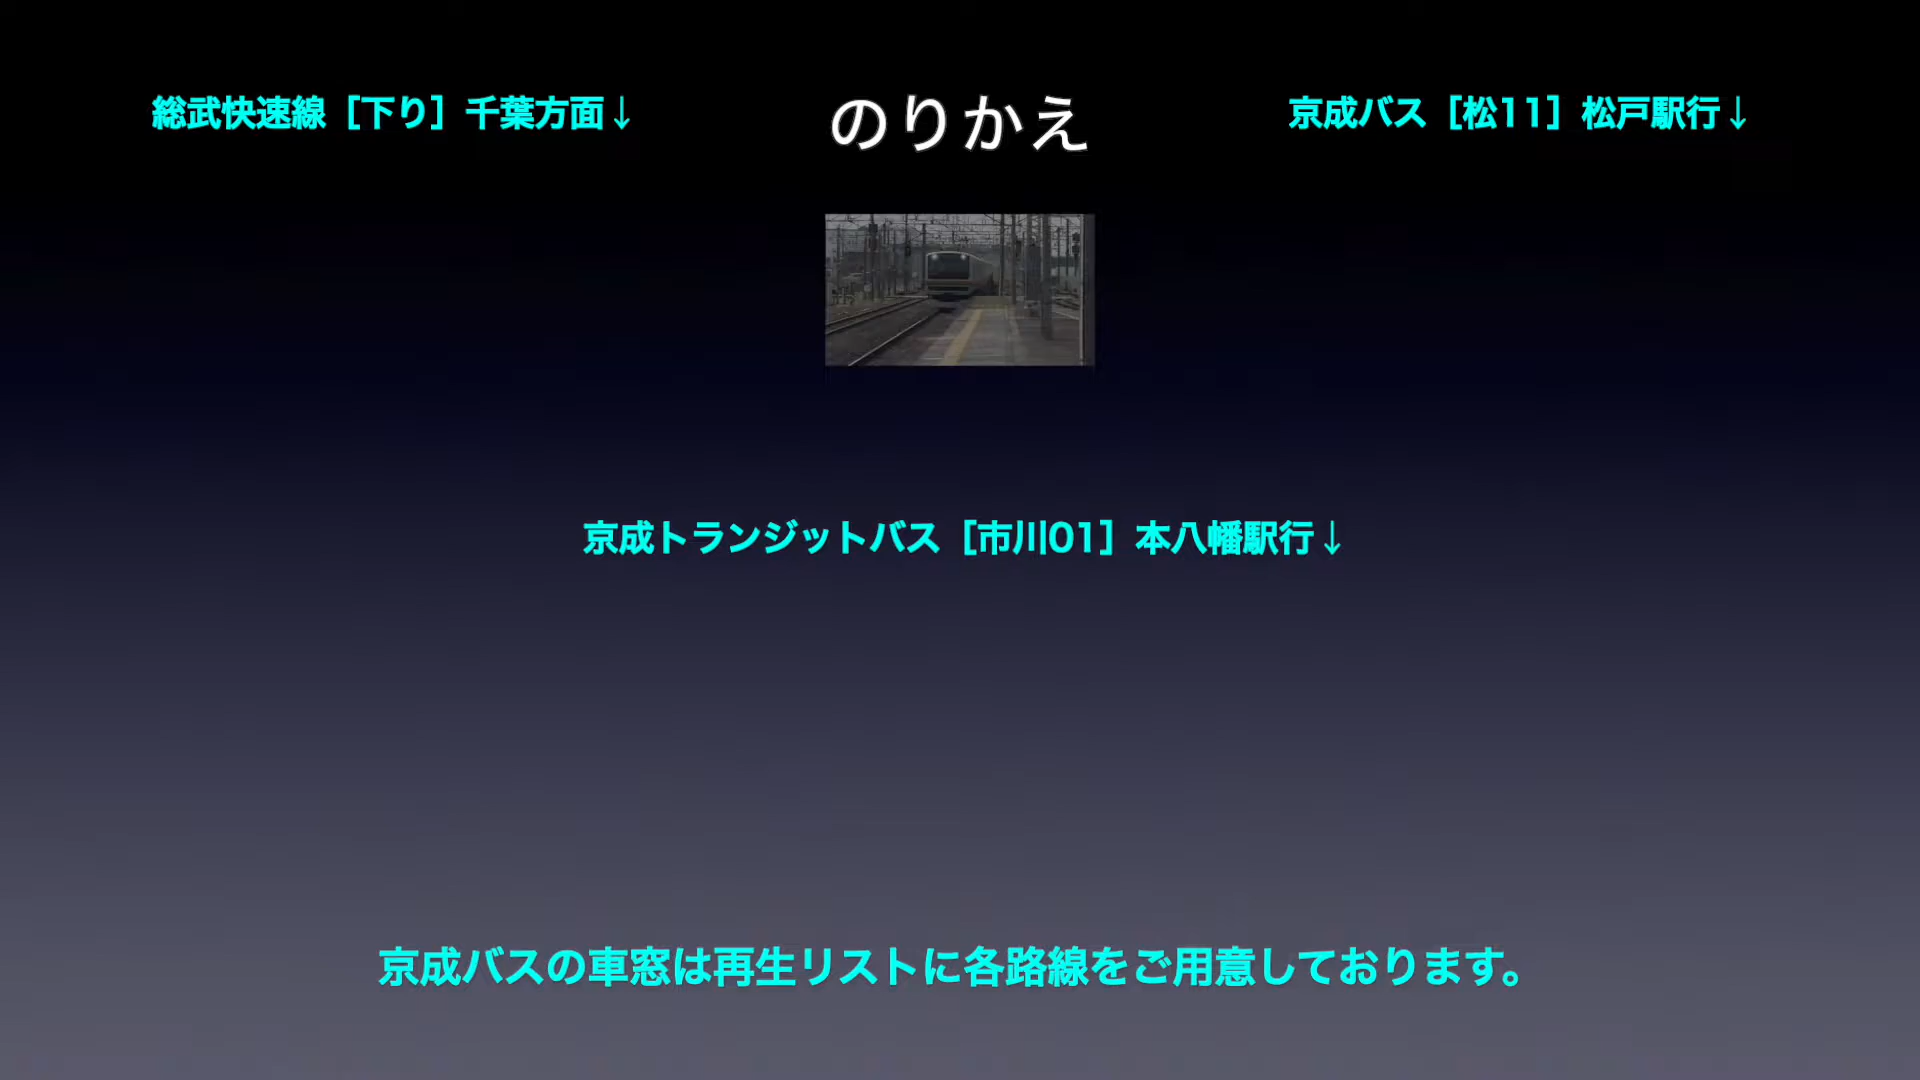 総武快速線［下り］千葉方面↓
のりかえ
京成バス［松11］松戸駅行↓
京成トランジットバス［市川01］本八幡駅行↓
京成バスの車窓は再生リストに各路線をご用意しております。